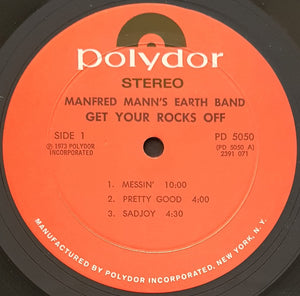 polydor
STEREO
MANFRED MANN'S EARTH BAND
GET YOUR ROCKS OFF
SIDE 1 PD 5050
℗ 1973 POLYDOR (PD 5050 A)
INCORPORATED 2391 071
1. MESSIN' 10:00
2. PRETTY GOOD 4:00
3. SADJOY 4:30
MANUFACTURED BY POLYDOR INCORPORATED, NEW YORK, N.Y.